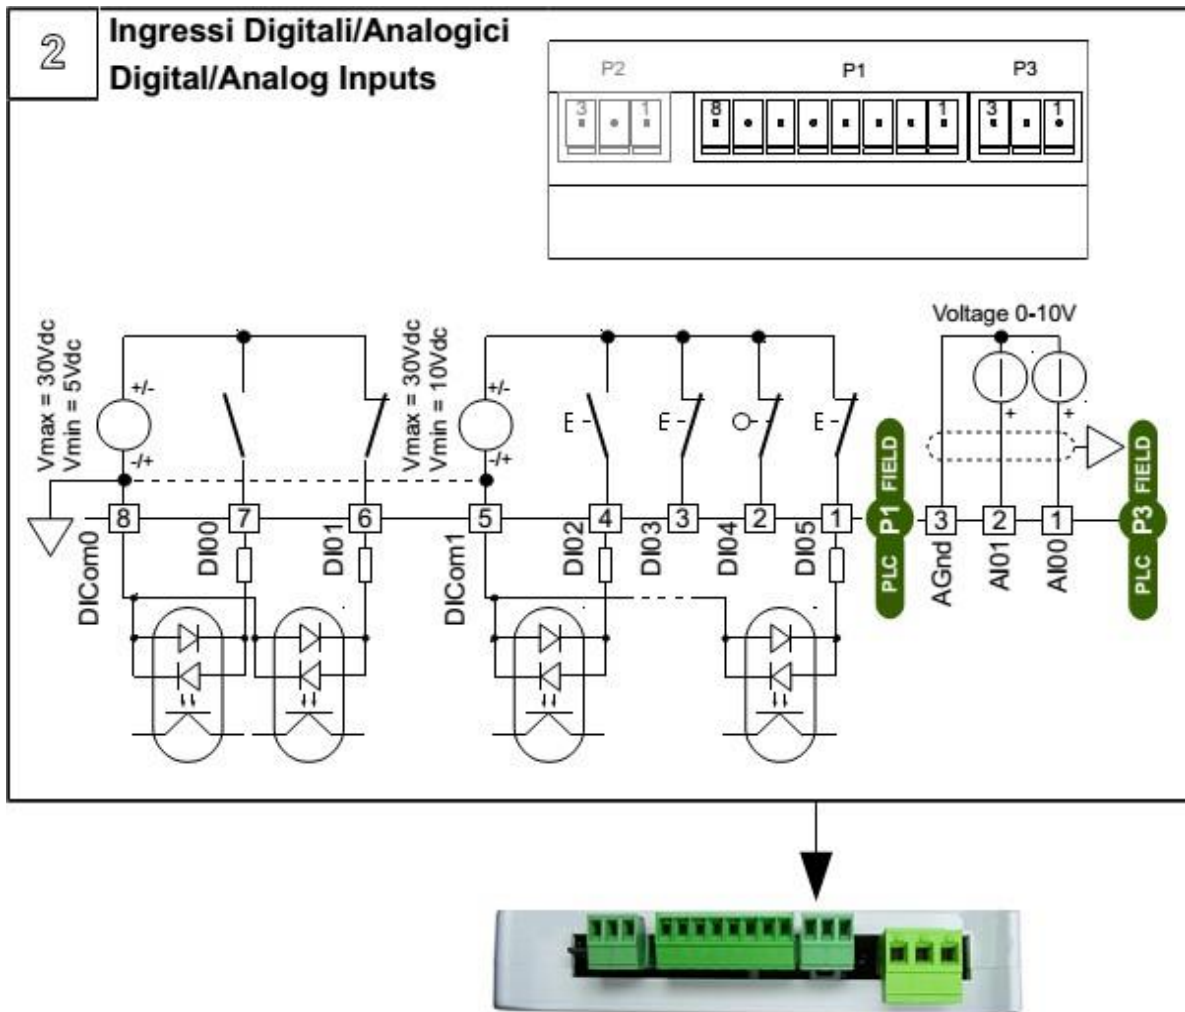 2
Ingressi Digitali/Analogici
Digital/Analog Inputs
P2
P1
P3
3
1
8
1
3
1
Vmax = 30Vdc
Vmin = 5Vdc
+/-
-/+
Vmax = 30Vdc
Vmin = 10Vdc
+/-
-/+
E
E
E
Voltage 0-10V
+
+
8
7
6
5
4
3
2
1
DICom0
DI00
DI01
DICom1
DI02
DI03
DI04
DI05
PLC P1 FIELD
3
2
1
AGnd
AI01
AI00
PLC P3 FIELD